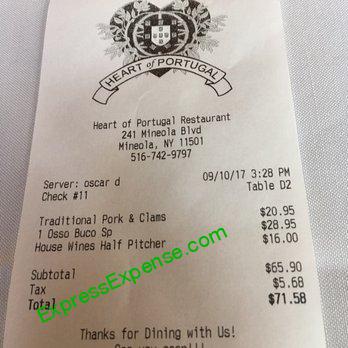 HEART of PORTUGAL
Heart of Portugal Restaurant
241 Mineola Blvd
Mineola, NY 11501
516-742-9797
Server: oscar d 09/10/17 3:28 PM
Check #11 Table D2
Traditional Pork & Clams $20.95
1 Osso Buco Sp $28.95
House Wines Half Pitcher $16.00
Subtotal $65.90
Tax $5.68
Total $71.58
ExpressExpense.com
Thanks for Dining with Us!